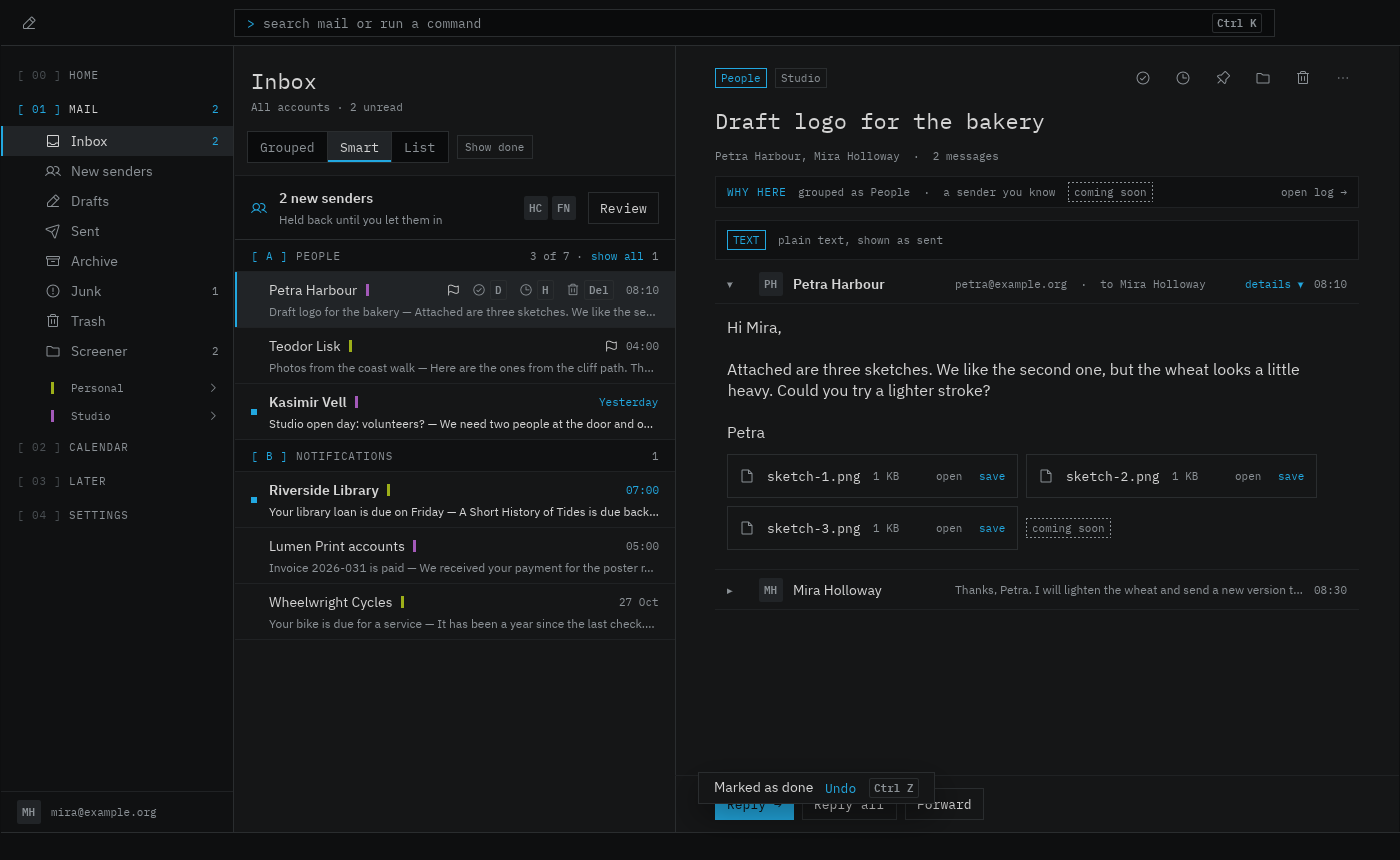 > search mail or run a command Ctrl K
[ 00 ] HOME
[ 01 ] MAIL 2
Inbox 2
New senders
Drafts
Sent
Archive
Junk 1
Trash
Screener 2
Personal
Studio
[ 02 ] CALENDAR
[ 03 ] LATER
[ 04 ] SETTINGS
MH mira@example.org
Inbox
All accounts · 2 unread
Grouped Smart List Show done
2 new senders
Held back until you let them in
HC FN Review
[ A ] PEOPLE 3 of 7 · show all 1
Petra Harbour D H Del 08:10
Draft logo for the bakery — Attached are three sketches. We like the se…
Teodor Lisk 04:00
Photos from the coast walk — Here are the ones from the cliff path. Th…
Kasimir Vell Yesterday
Studio open day: volunteers? — We need two people at the door and o…
[ B ] NOTIFICATIONS 1
Riverside Library 07:00
Your library loan is due on Friday — A Short History of Tides is due back…
Lumen Print accounts 05:00
Invoice 2026-031 is paid — We received your payment for the poster r…
Wheelwright Cycles 27 Oct
Your bike is due for a service — It has been a year since the last check.…
People Studio
Draft logo for the bakery
Petra Harbour, Mira Holloway · 2 messages
WHY HERE grouped as People · a sender you know coming soon open log →
TEXT plain text, shown as sent
▾ PH Petra Harbour petra@example.org · to Mira Holloway details ▾ 08:10
Hi Mira,
Attached are three sketches. We like the second one, but the wheat looks a little
heavy. Could you try a lighter stroke?
Petra
sketch-1.png 1 KB open save
sketch-2.png 1 KB open save
sketch-3.png 1 KB open save
coming soon
▸ MH Mira Holloway Thanks, Petra. I will lighten the wheat and send a new version t… 08:30
Marked as done Undo Ctrl Z
Reply → Reply all Forward